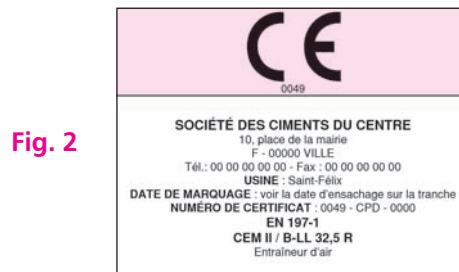 CE
0049
Fig. 2
SOCIÉTÉ DES CIMENTS DU CENTRE
10, place de la mairie
F - 00000 VILLE
Tél.: 00 00 00 00 00 - Fax : 00 00 00 00 00
USINE : Saint-Félix
DATE DE MARQUAGE : voir la date d'ensachage sur la tranche
NUMÉRO DE CERTIFICAT : 0049 - CPD - 0000
EN 197-1
CEM II / B-LL 32,5 R
Entraîneur d'air